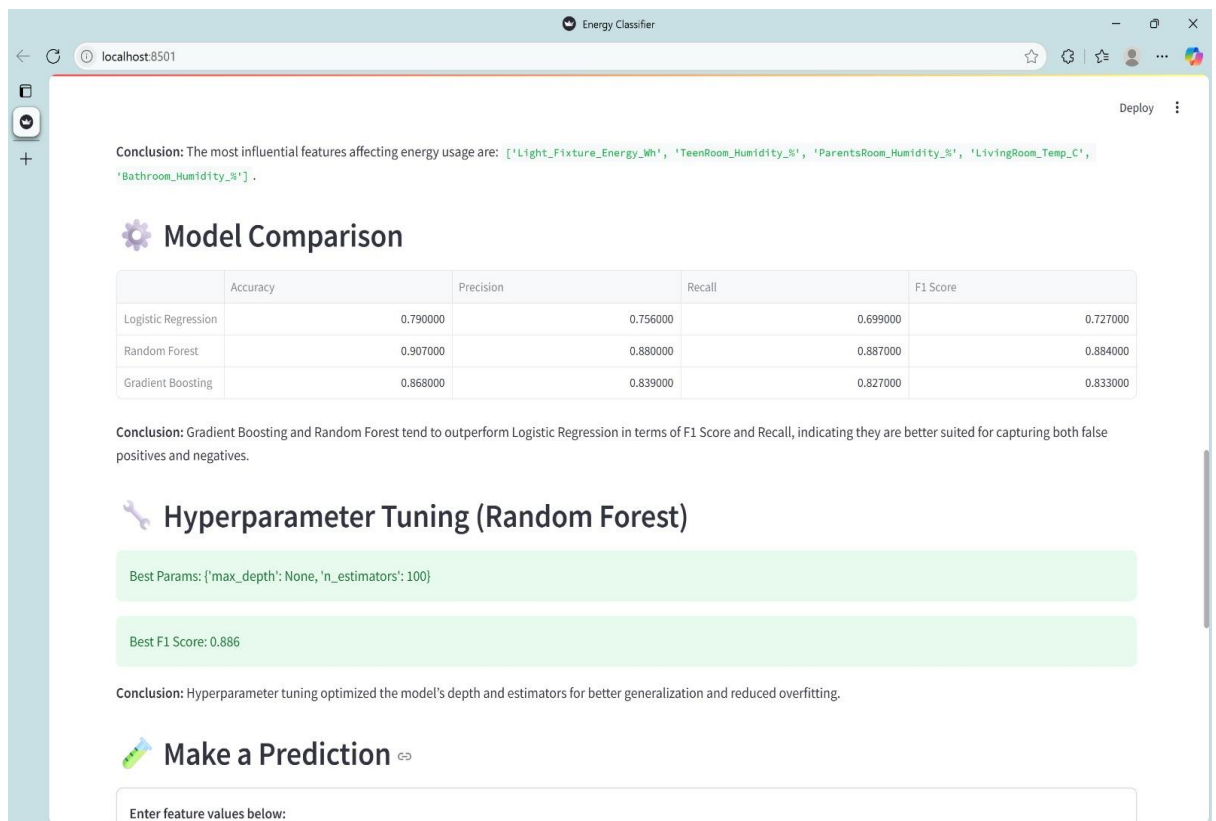 Energy Classifier
localhost:8501
Deploy
Conclusion: The most influential features affecting energy usage are: ['Light_Fixture_Energy_Wh', 'TeenRoom_Humidity_%', 'ParentsRoom_Humidity_%', 'LivingRoom_Temp_C',
'Bathroom_Humidity_%'] .
Model Comparison
Accuracy Precision Recall F1 Score
Logistic Regression 0.790000 0.756000 0.699000 0.727000
Random Forest 0.907000 0.880000 0.887000 0.884000
Gradient Boosting 0.868000 0.839000 0.827000 0.833000
Conclusion: Gradient Boosting and Random Forest tend to outperform Logistic Regression in terms of F1 Score and Recall, indicating they are better suited for capturing both false
positives and negatives.
Hyperparameter Tuning (Random Forest)
Best Params: {'max_depth': None, 'n_estimators': 100}
Best F1 Score: 0.886
Conclusion: Hyperparameter tuning optimized the model's depth and estimators for better generalization and reduced overfitting.
Make a Prediction
Enter feature values below: